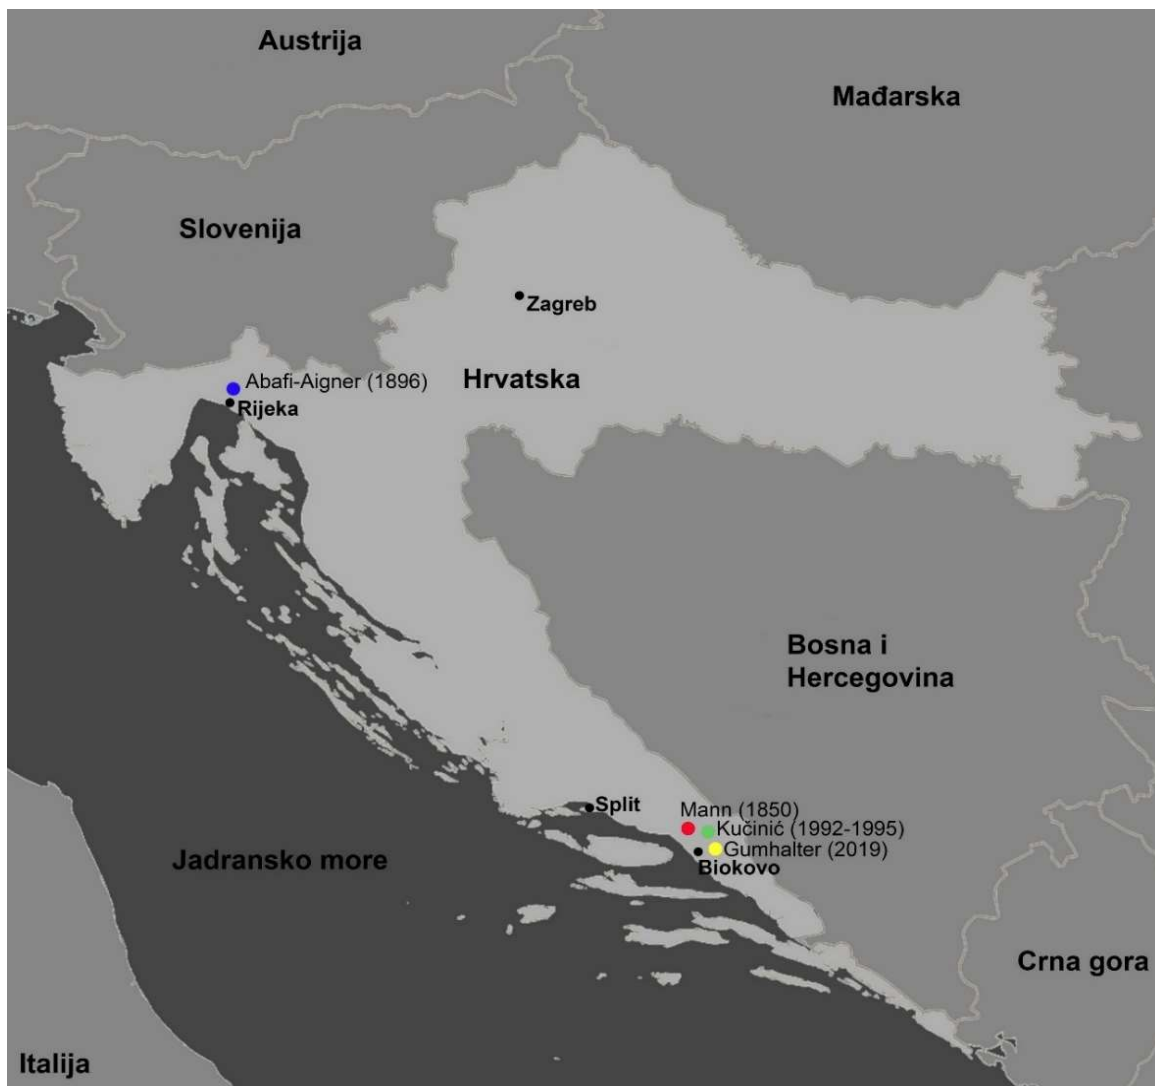 Austrija
Mađarska
Slovenija
Zagreb
Hrvatska
Abafi-Aigner (1896)
Rijeka
Bosna i
Hercegovina
Split
Mann (1850)
Kučinić (1992-1995)
Gumhalter (2019)
Biokovo
Jadransko more
Crna gora
Italija